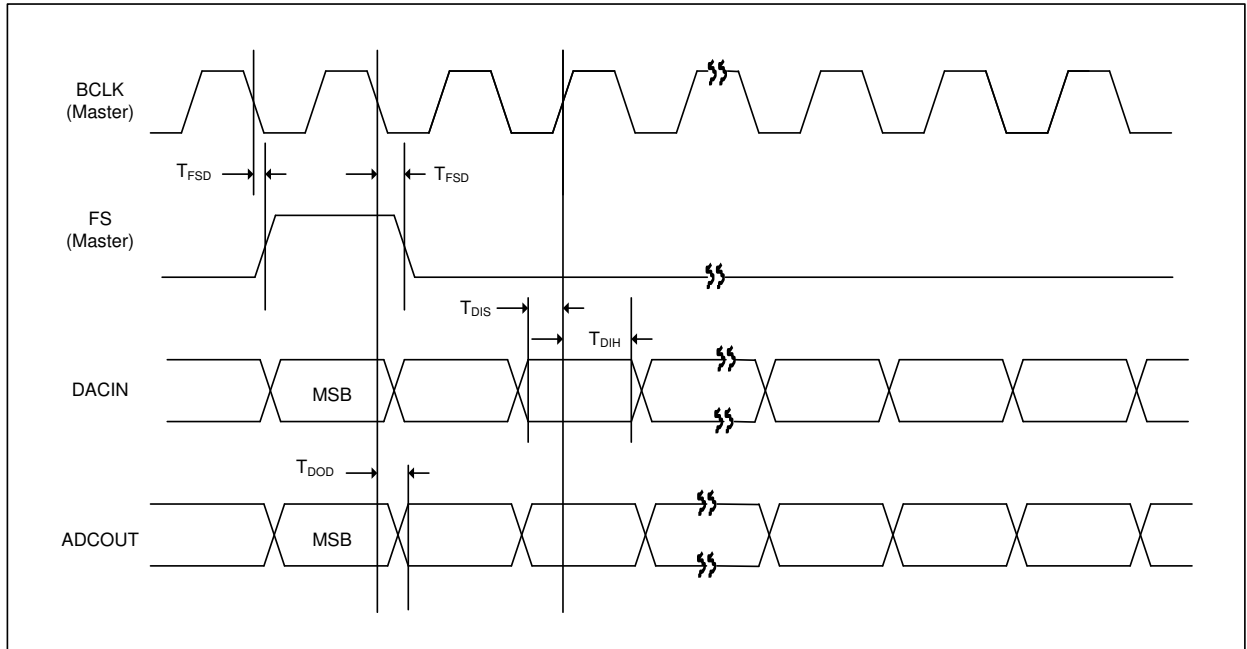 BCLK
(Master)
TFSD
TFSD
FS
(Master)
TDIS
TDIH
DACIN
MSB
TDOD
ADCOUT
MSB